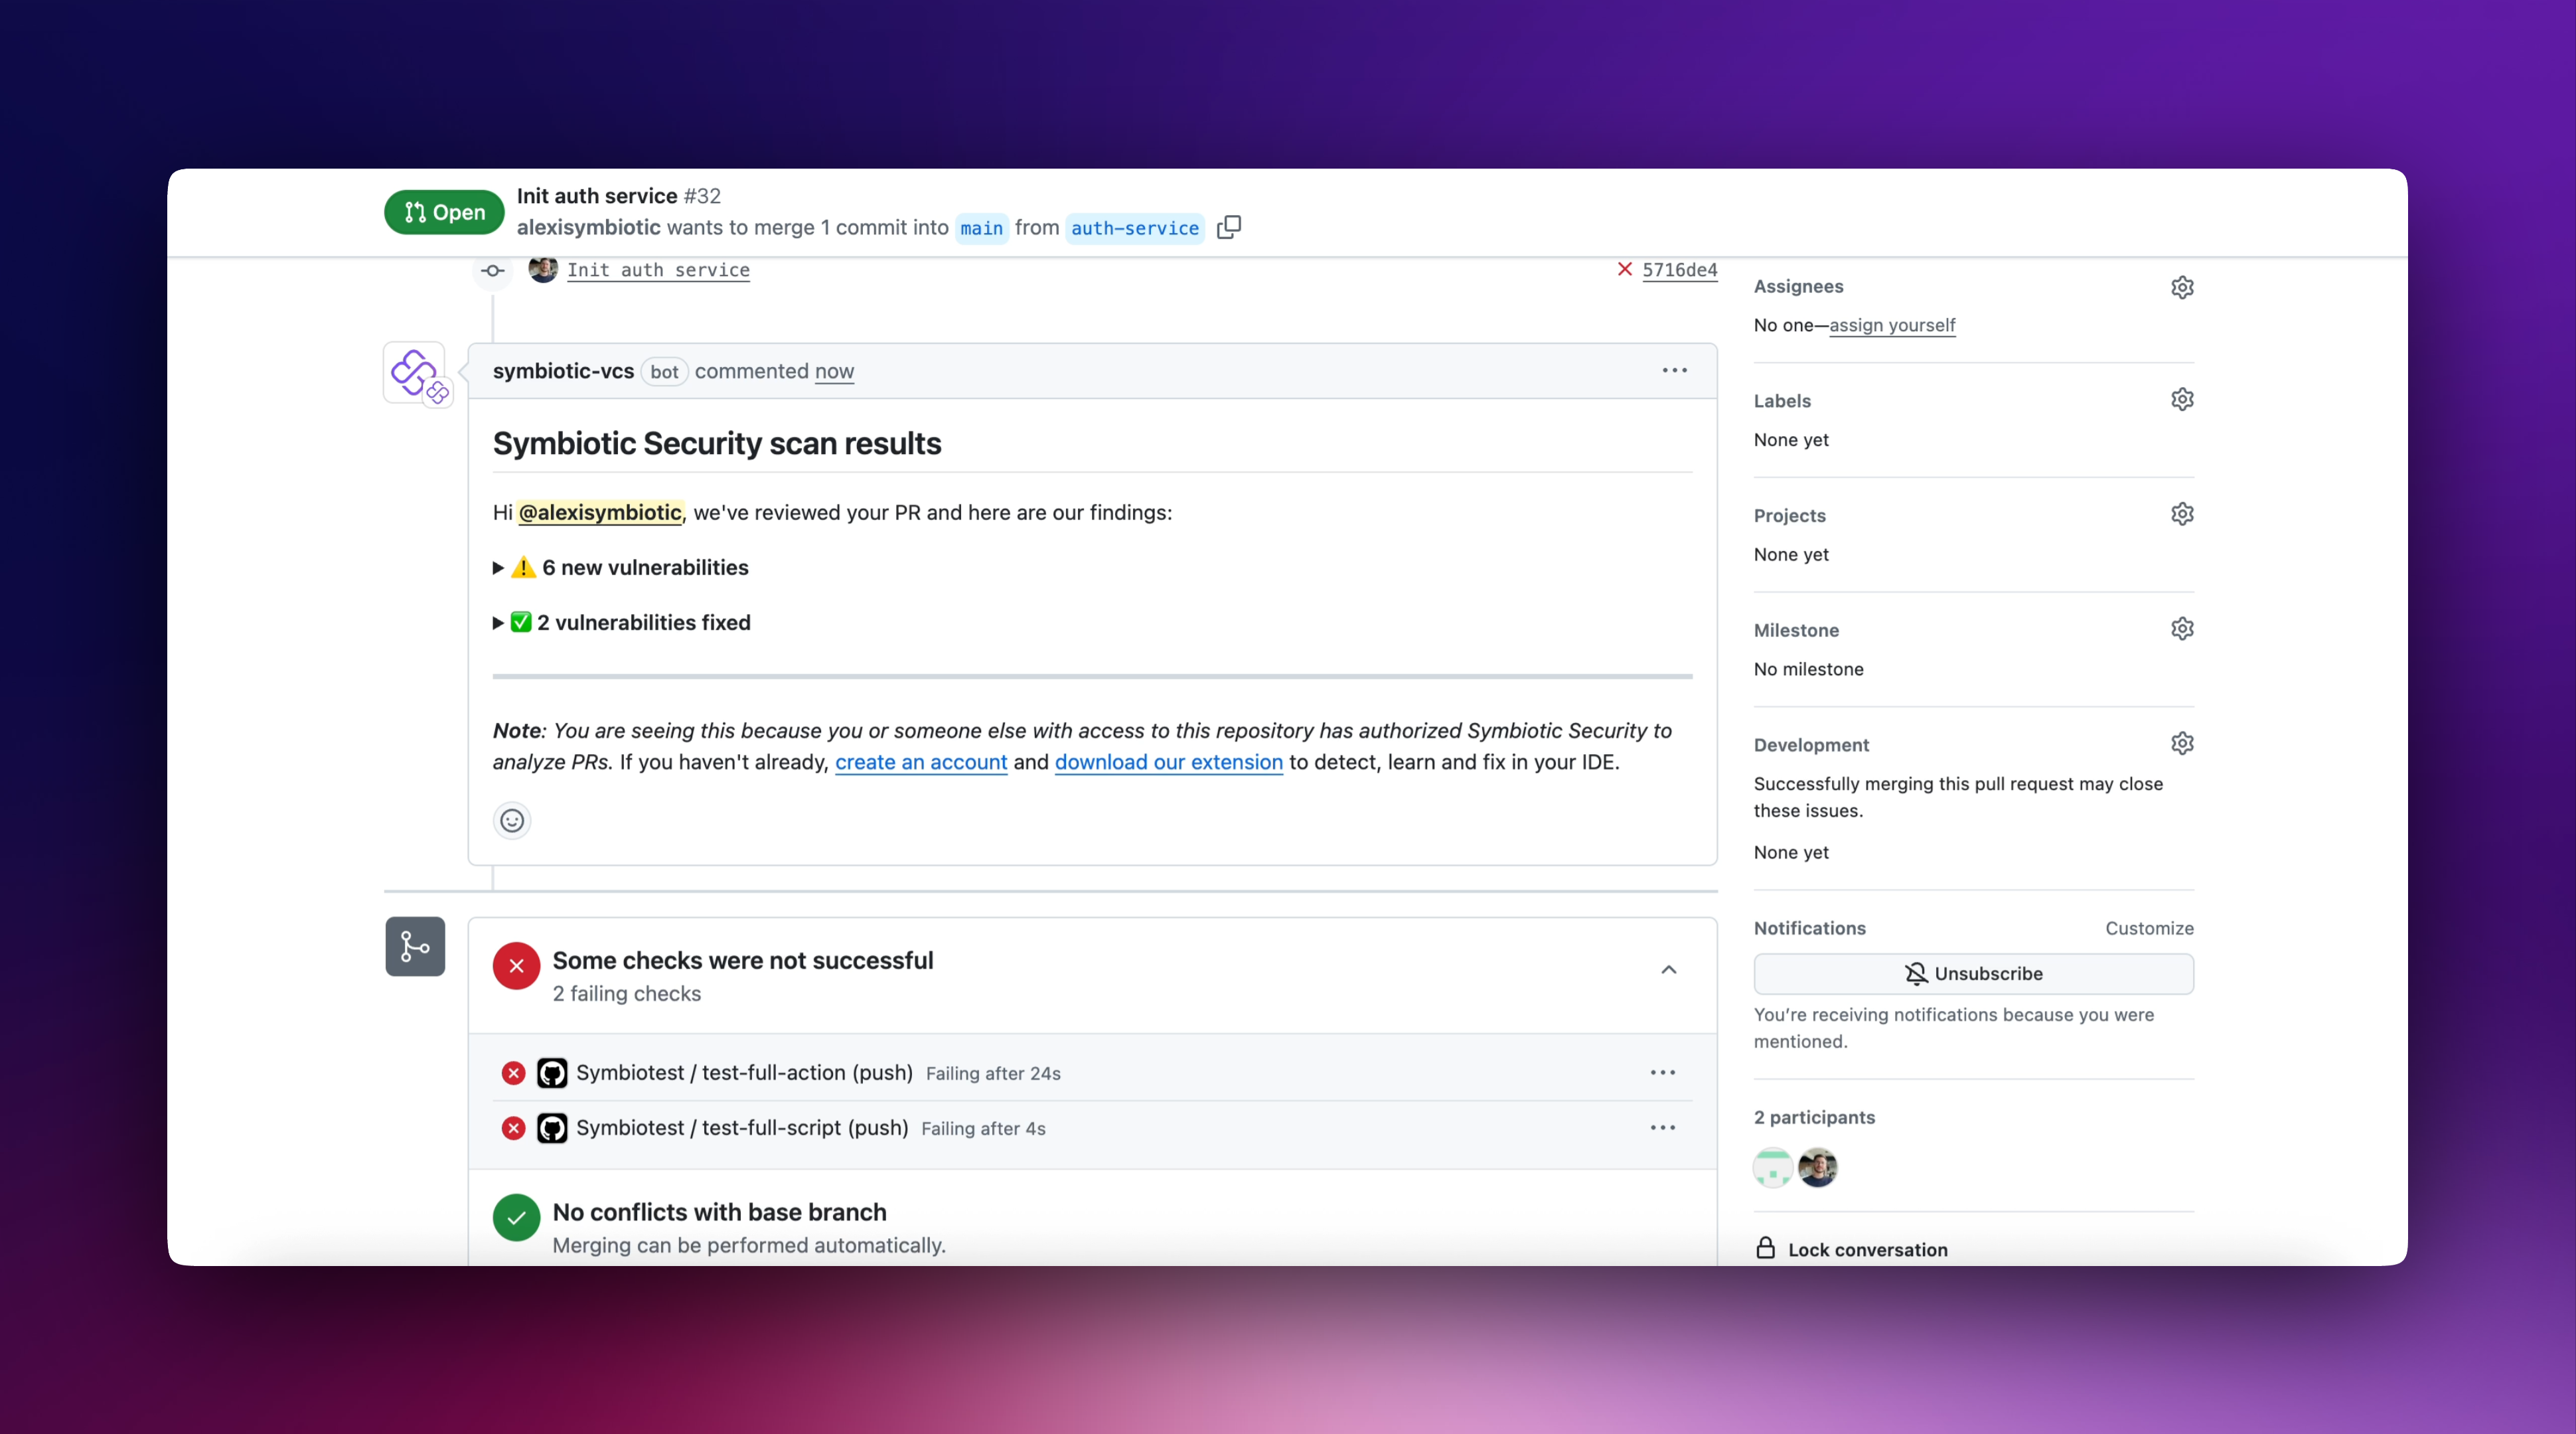 Open
Init auth service #32
alexisymbiotic wants to merge 1 commit into main from auth-service
Init auth service
5716de4
symbiotic-vcs bot commented now
Symbiotic Security scan results
Hi @alexisymbiotic, we've reviewed your PR and here are our findings:
⚠️ 6 new vulnerabilities
✅ 2 vulnerabilities fixed
Note: You are seeing this because you or someone else with access to this repository has authorized Symbiotic Security to
analyze PRs. If you haven't already, create an account and download our extension to detect, learn and fix in your IDE.
Some checks were not successful
2 failing checks
Symbiotest / test-full-action (push) Failing after 24s
Symbiotest / test-full-script (push) Failing after 4s
No conflicts with base branch
Merging can be performed automatically.
Assignees
No one—assign yourself
Labels
None yet
Projects
None yet
Milestone
No milestone
Development
Successfully merging this pull request may close
these issues.
None yet
Notifications
Customize
Unsubscribe
You’re receiving notifications because you were
mentioned.
2 participants
Lock conversation